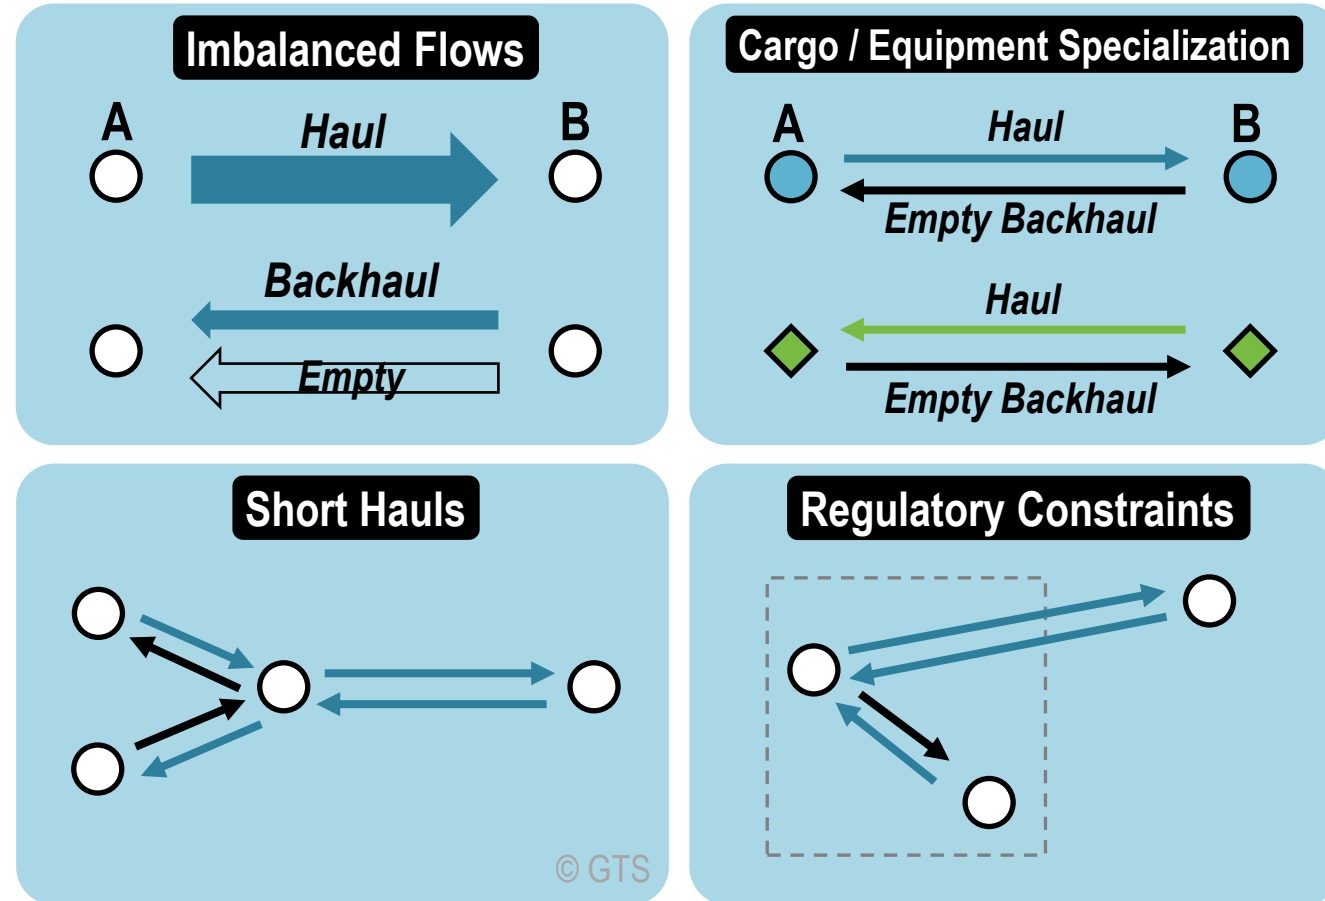 Imbalanced Flows
A
B
Haul
Backhaul
Empty
Cargo / Equipment Specialization
A
B
Haul
Empty Backhaul
Haul
Empty Backhaul
Short Hauls
© GTS
Regulatory Constraints